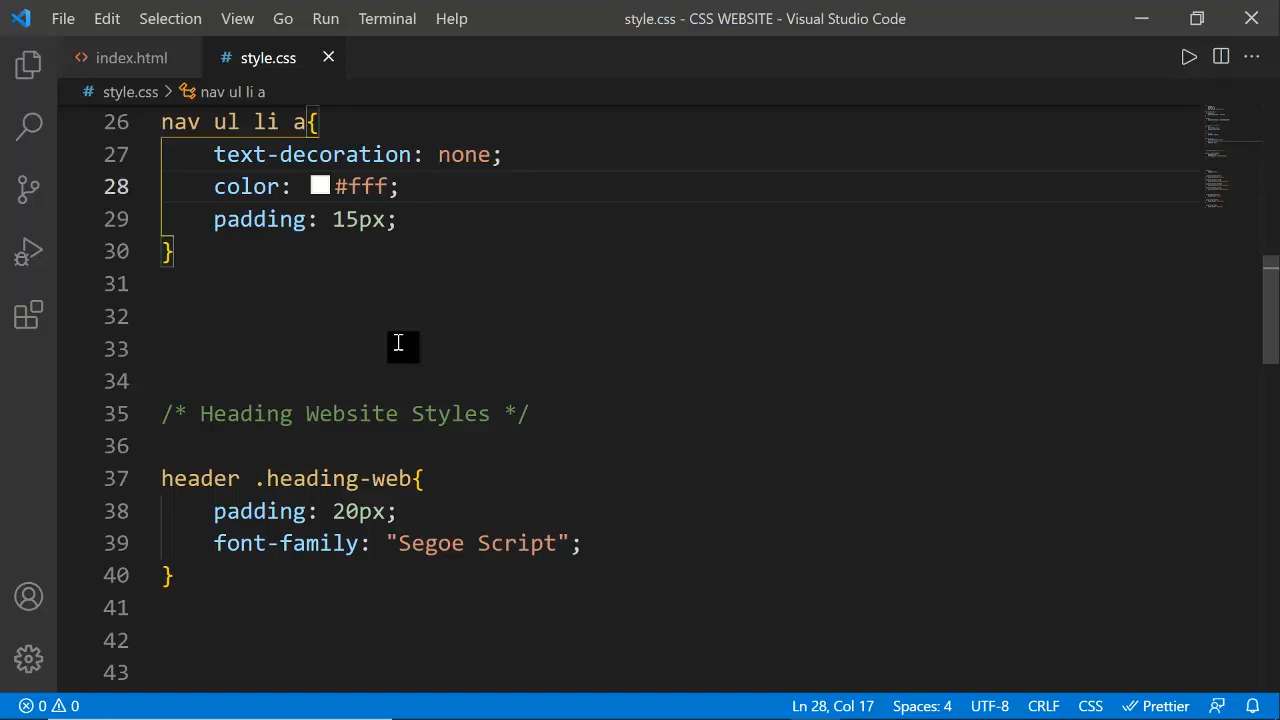 File Edit Selection View Go Run Terminal Help style.css - CSS WEBSITE - Visual Studio Code
index.html # style.css
# style.css > nav ul li a
26 nav ul li a{
27 text-decoration: none;
28 color: #fff;
29 padding: 15px;
30 }
31
32
33
34
35 /* Heading Website Styles */
36
37 header .heading-web{
38 padding: 20px;
39 font-family: "Segoe Script";
40 }
41
42
43
0 0 Ln 28, Col 17 Spaces: 4 UTF-8 CRLF CSS Prettier